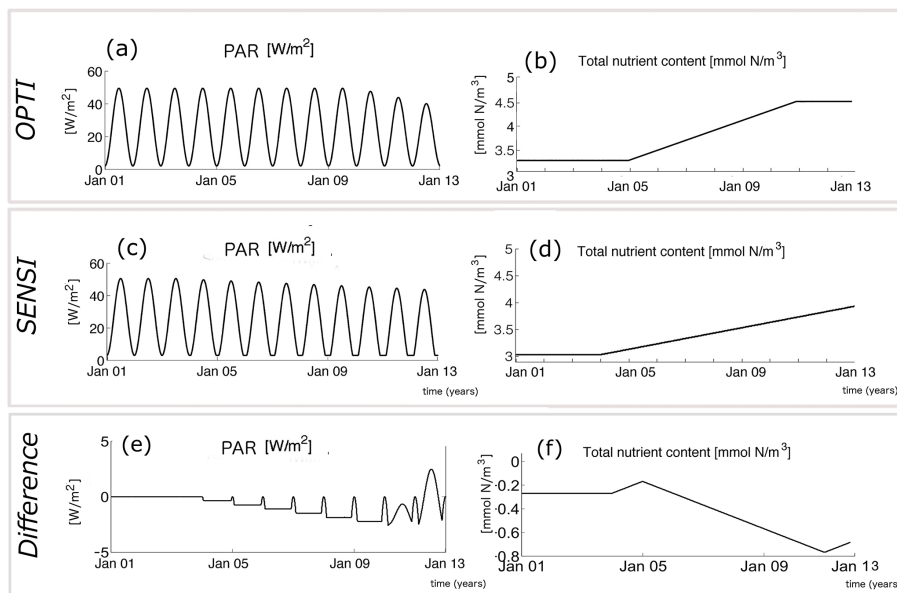 OPTI
(a)
PAR [W/m²]
[W/m²]
60
40
20
0
Jan 01
Jan 05
Jan 09
Jan 13
(b)
Total nutrient content [mmol N/m³]
[mmol N/m³]
5
4.5
4
3.5
3
Jan 01
Jan 05
Jan 09
Jan 13
SENSI
(c)
PAR [W/m²]
[W/m²]
60
40
20
0
Jan 01
Jan 05
Jan 09
Jan 13
time (years)
(d)
Total nutrient content [mmol N/m³]
[mmol N/m³]
5
4.5
4
3.5
3
Jan 01
Jan 05
Jan 09
Jan 13
time (years)
Difference
(e)
PAR [W/m²]
[W/m²]
5
0
−5
Jan 01
Jan 05
Jan 09
Jan 13
time (years)
(f)
Total nutrient content [mmol N/m³]
[mmol N/m³]
0
-0.2
-0.4
-0.6
-0.8
Jan 01
Jan 05
Jan 09
Jan 13
time (years)